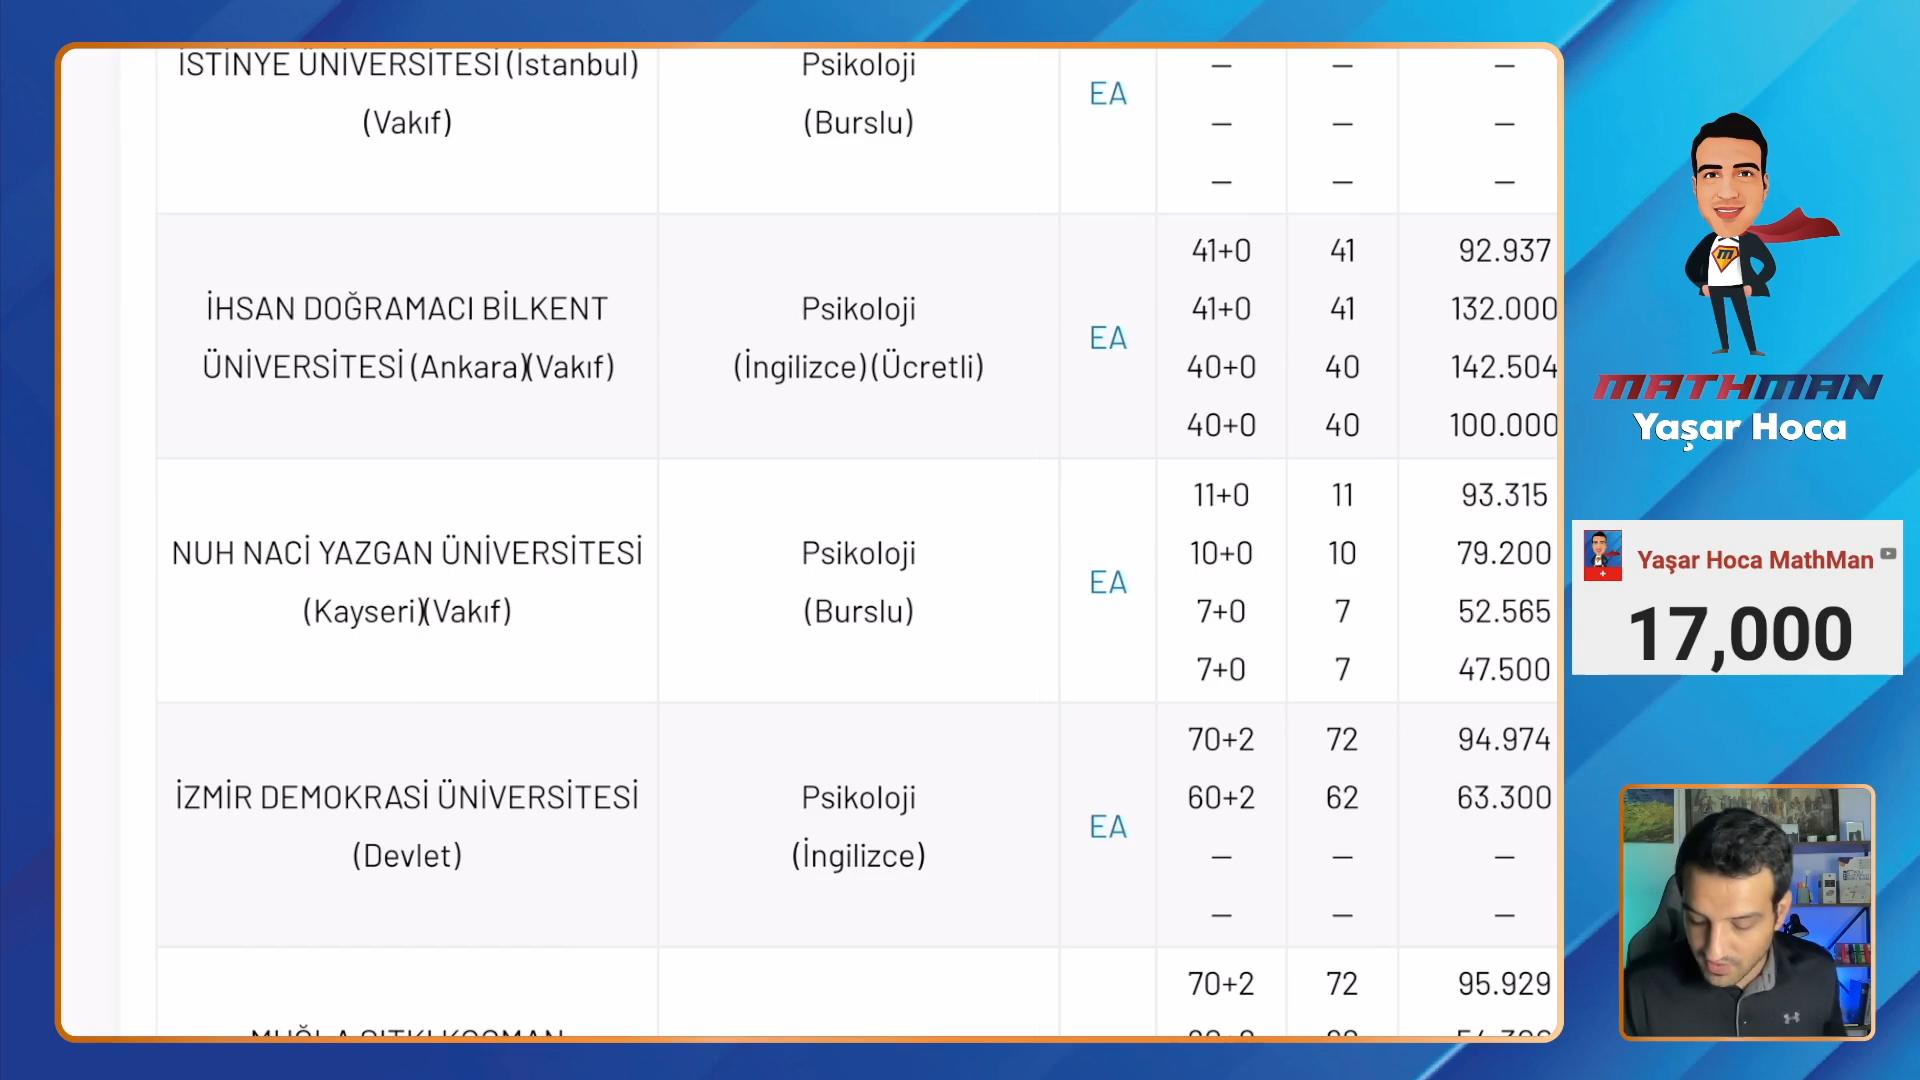 İSTİNYE ÜNİVERSİTESİ (İstanbul)
(Vakıf)
Psikoloji
(Burslu)
EA
— — —
— — —
— — —
İHSAN DOĞRAMACI BİLKENT
ÜNİVERSİTESİ (Ankara)(Vakıf)
Psikoloji
(İngilizce) (Ücretli)
EA
41+0 41 92.937
41+0 41 132.000
40+0 40 142.504
40+0 40 100.000
NUH NACİ YAZGAN ÜNİVERSİTESİ
(Kayseri)(Vakıf)
Psikoloji
(Burslu)
EA
11+0 11 93.315
10+0 10 79.200
7+0 7 52.565
7+0 7 47.500
İZMİR DEMOKRASİ ÜNİVERSİTESİ
(Devlet)
Psikoloji
(İngilizce)
EA
70+2 72 94.974
60+2 62 63.300
— — —
— — —
70+2 72 95.929
MUĞLA SITKI KOÇMAN
MATHMAN
Yaşar Hoca
Yaşar Hoca MathMan
17,000